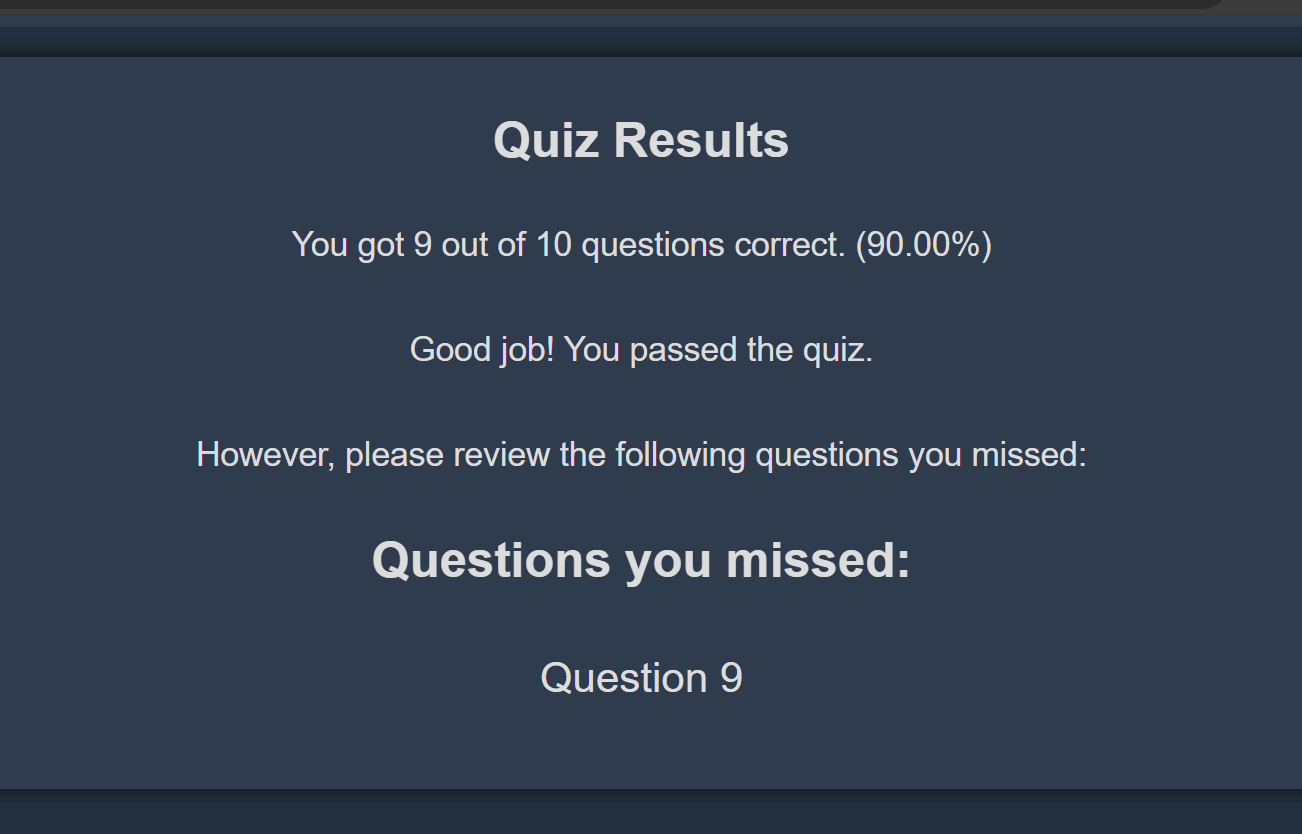 Quiz Results
You got 9 out of 10 questions correct. (90.00%)
Good job! You passed the quiz.
However, please review the following questions you missed:
Questions you missed:
Question 9